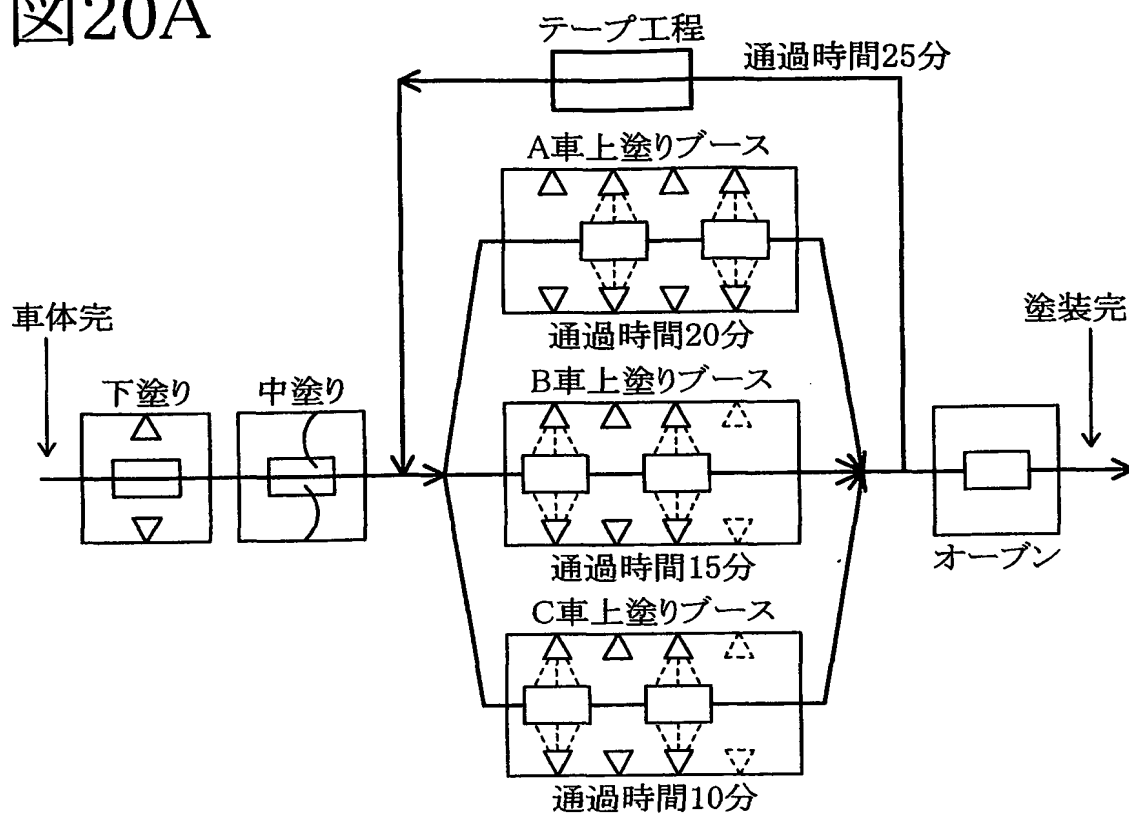 図20A
テープ工程
通過時間25分
A車上塗りブース
通過時間20分
車体完
塗装完
下塗り
中塗り
B車上塗りブース
通過時間15分
オーブン
C車上塗りブース
通過時間10分